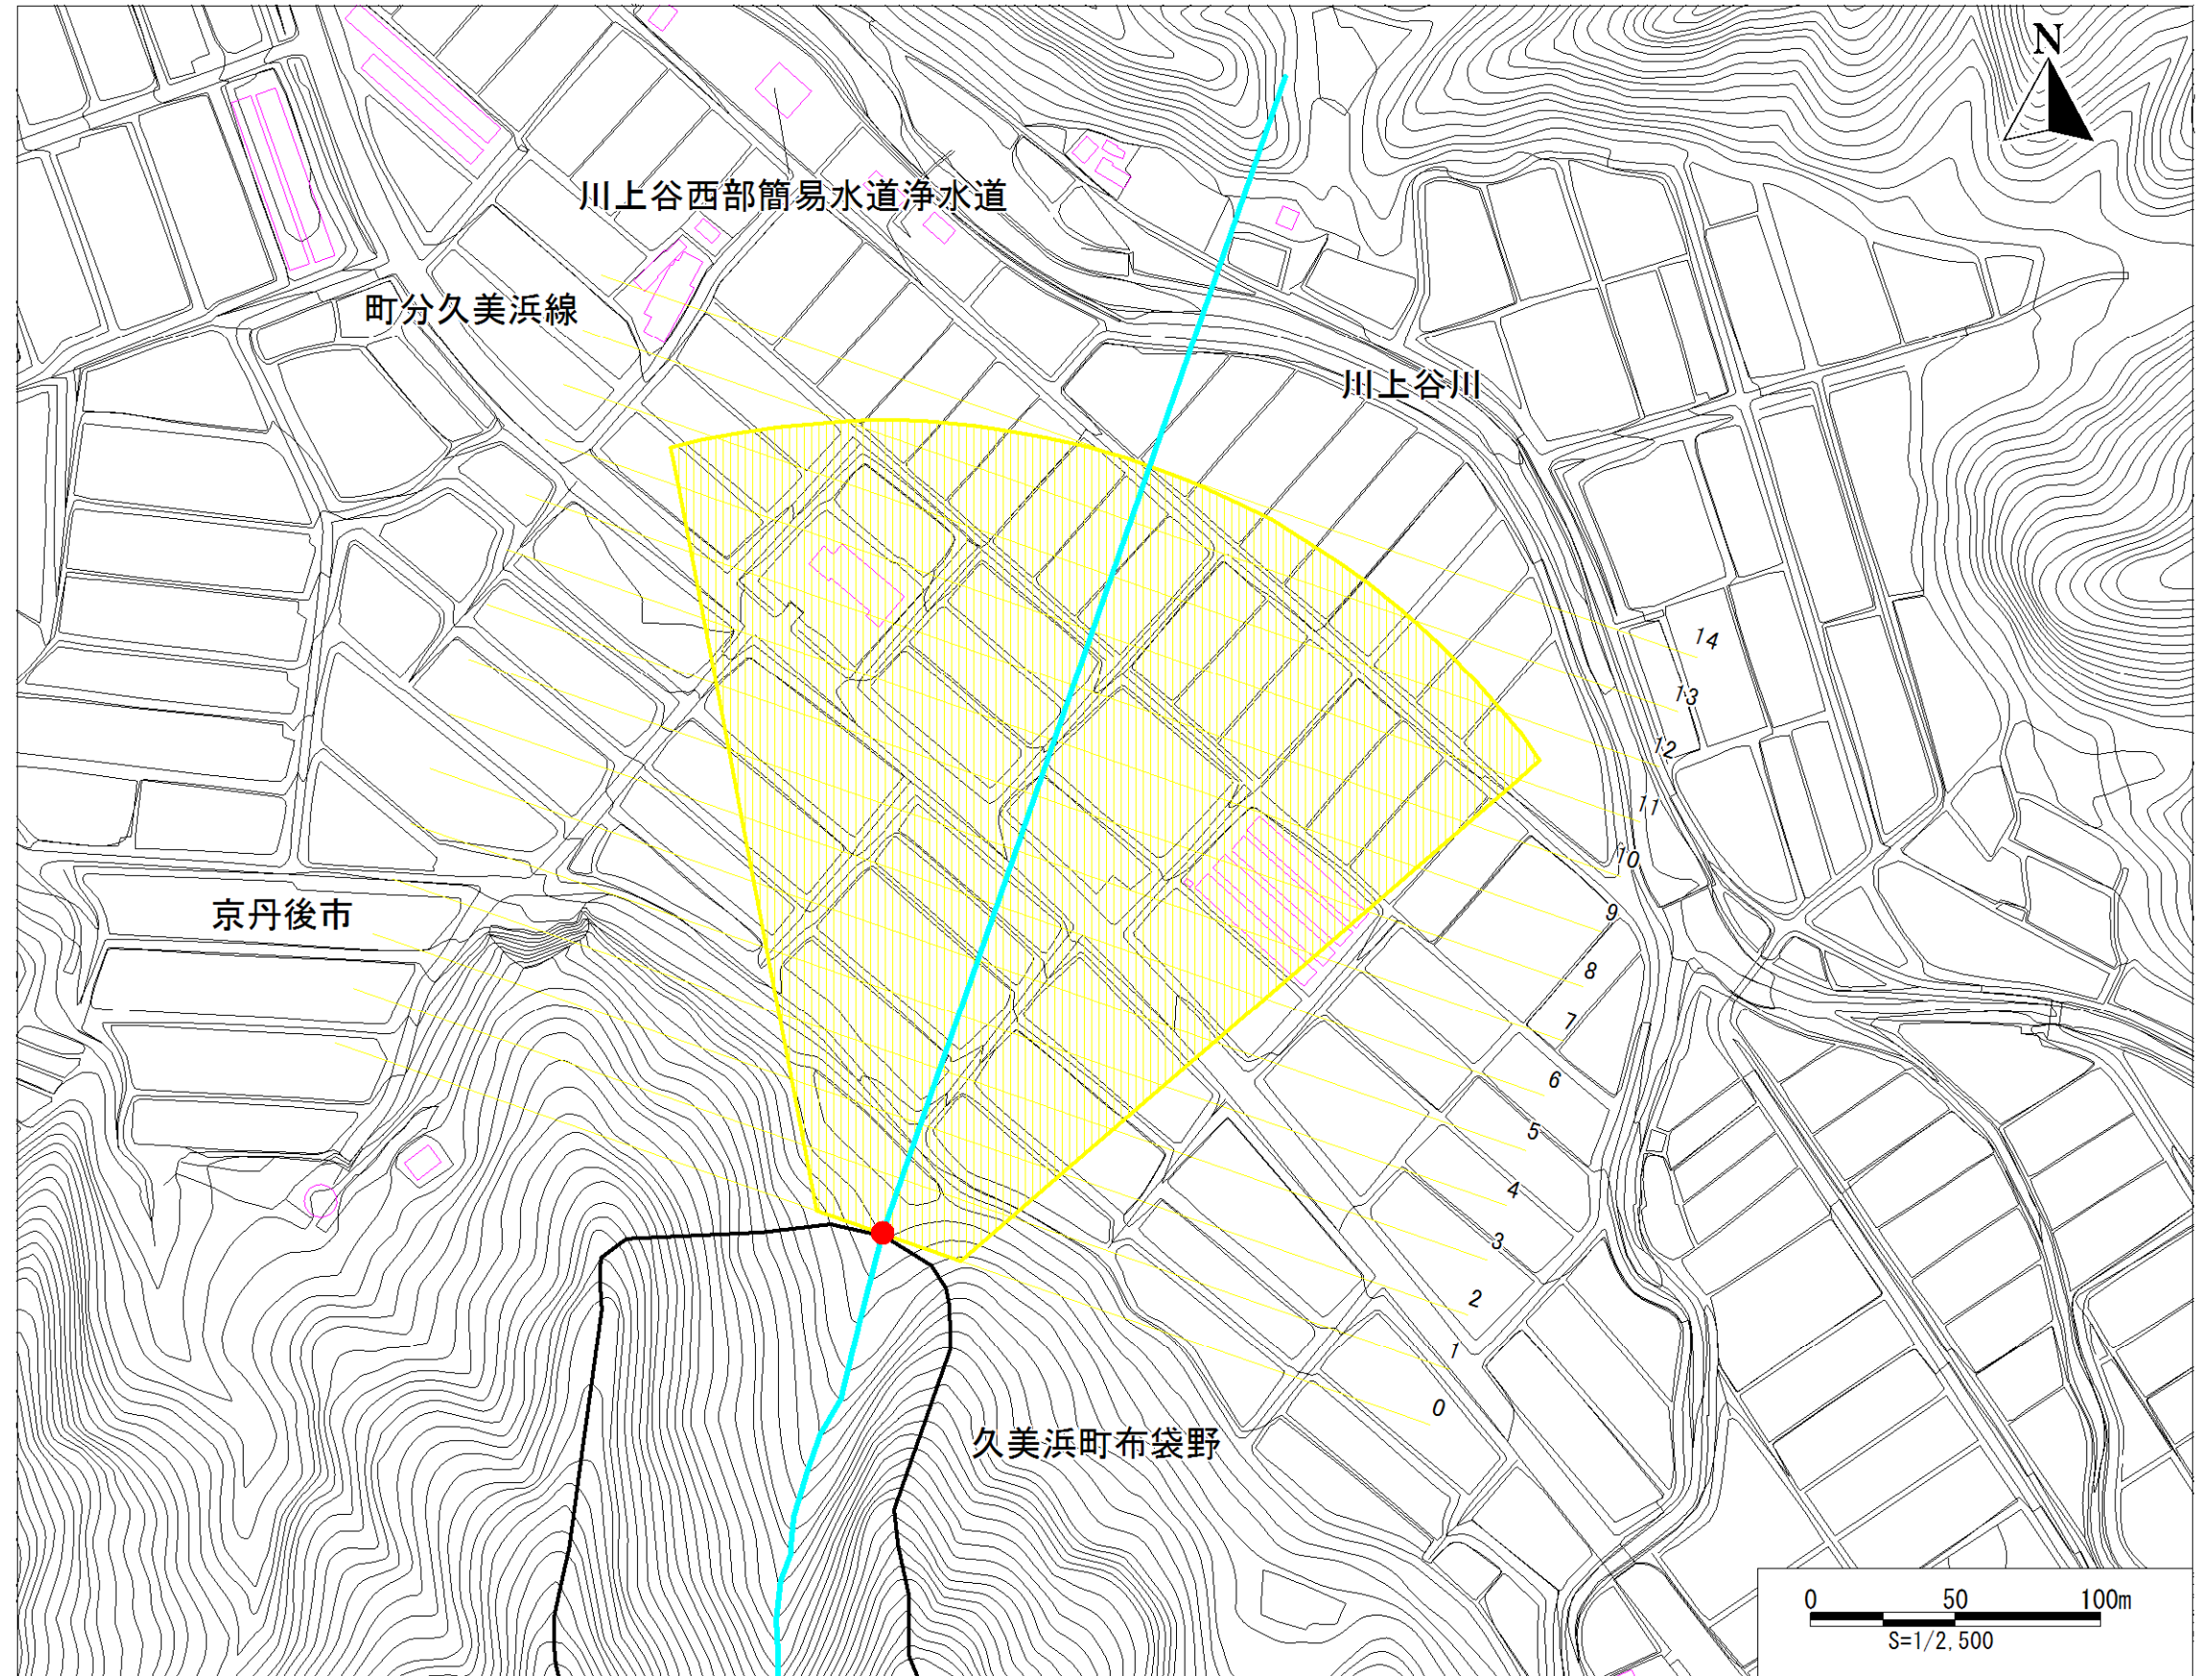 N
川上谷西部簡易水道浄水道
町分久美浜線
川上谷川
14
13
12
11
10
京丹後市
9
8
7
6
5
4
3
2
1
0
久美浜町布袋野
0 50 100m
S=1/2,500